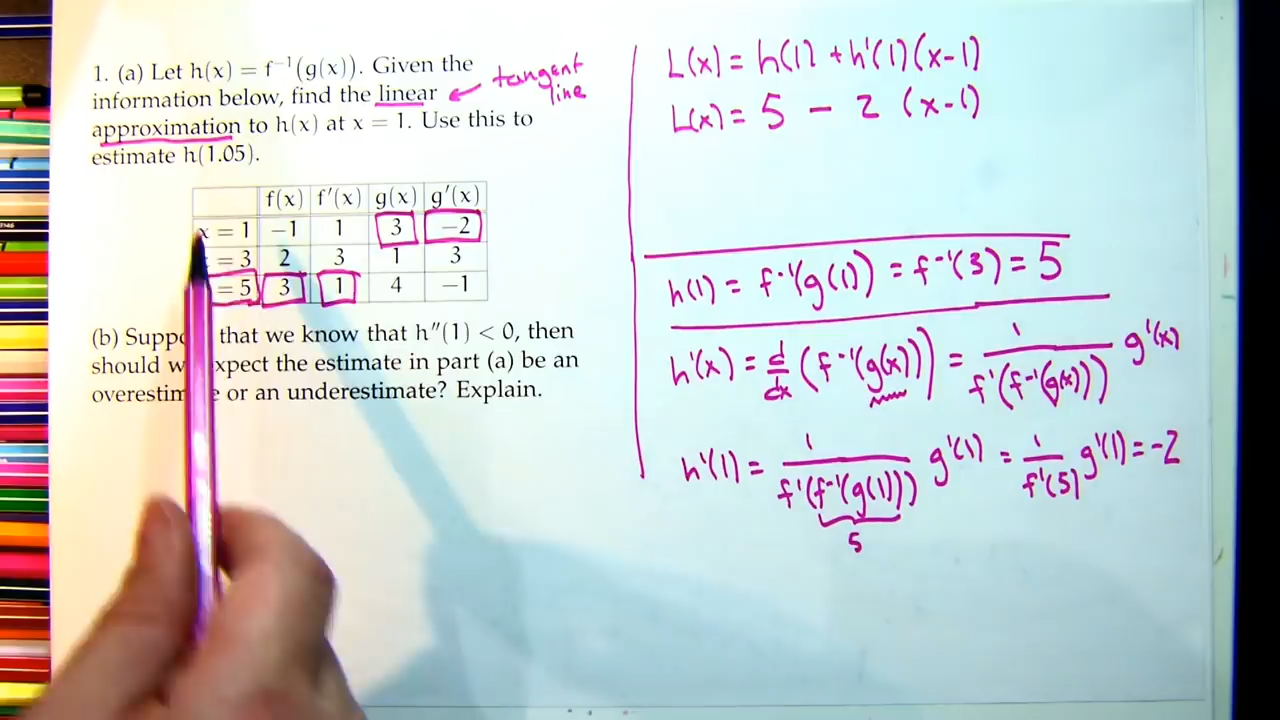 1. (a) Let h(x) = f⁻¹(g(x)). Given the
information below, find the linear
approximation to h(x) at x = 1. Use this to
estimate h(1.05).
tangent
line
f(x) f′(x) g(x) g′(x)
x = 1 −1 1 3 −2
= 3 2 3 1 3
= 5 3 1 4 −1
(b) that we know that h″(1) < 0, then
should be an estimate in part (a) be an
or an underestimate? Explain.
L(x) = h(1) + h'(1)(x-1)
L(x) = 5 - 2 (x-1)
h(1) = f⁻¹(g(1)) = f⁻¹(3) = 5
h'(x) = d/dx (f⁻¹(g(x))) = 1/f'(f⁻¹(g(x))) g'(x)
h'(1) = 1/f'(f⁻¹(g(1))) g'(1) = 1/f'(5) g'(1) = -2
5